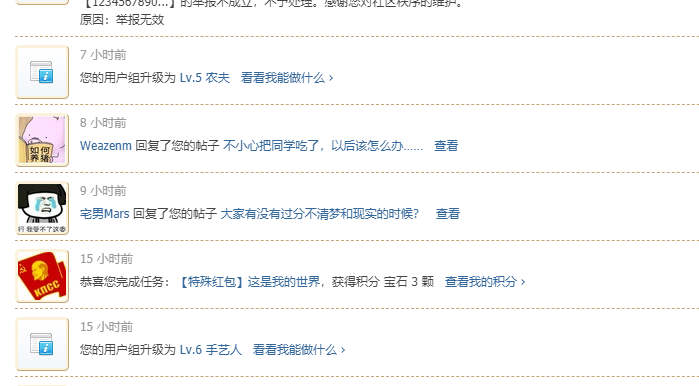 【1234567890...】的举报不成立，不予处理。感谢您对社区秩序的维护。
原因：举报无效
7 小时前
您的用户组升级为 Lv.5 农夫 看看我能做什么 ›
8 小时前
如何
养猪
Weazenm 回复了您的帖子 不小心把同学吃了，以后该怎么办…… 查看
9 小时前
宅男Mars 回复了您的帖子 大家有没有过分不清梦和现实的时候？ 查看
行 我要不了这委
15 小时前
КПСС
恭喜您完成任务：【特殊红包】这是我的世界，获得积分 宝石 3 颗 查看我的积分 ›
15 小时前
您的用户组升级为 Lv.6 手艺人 看看我能做什么 ›